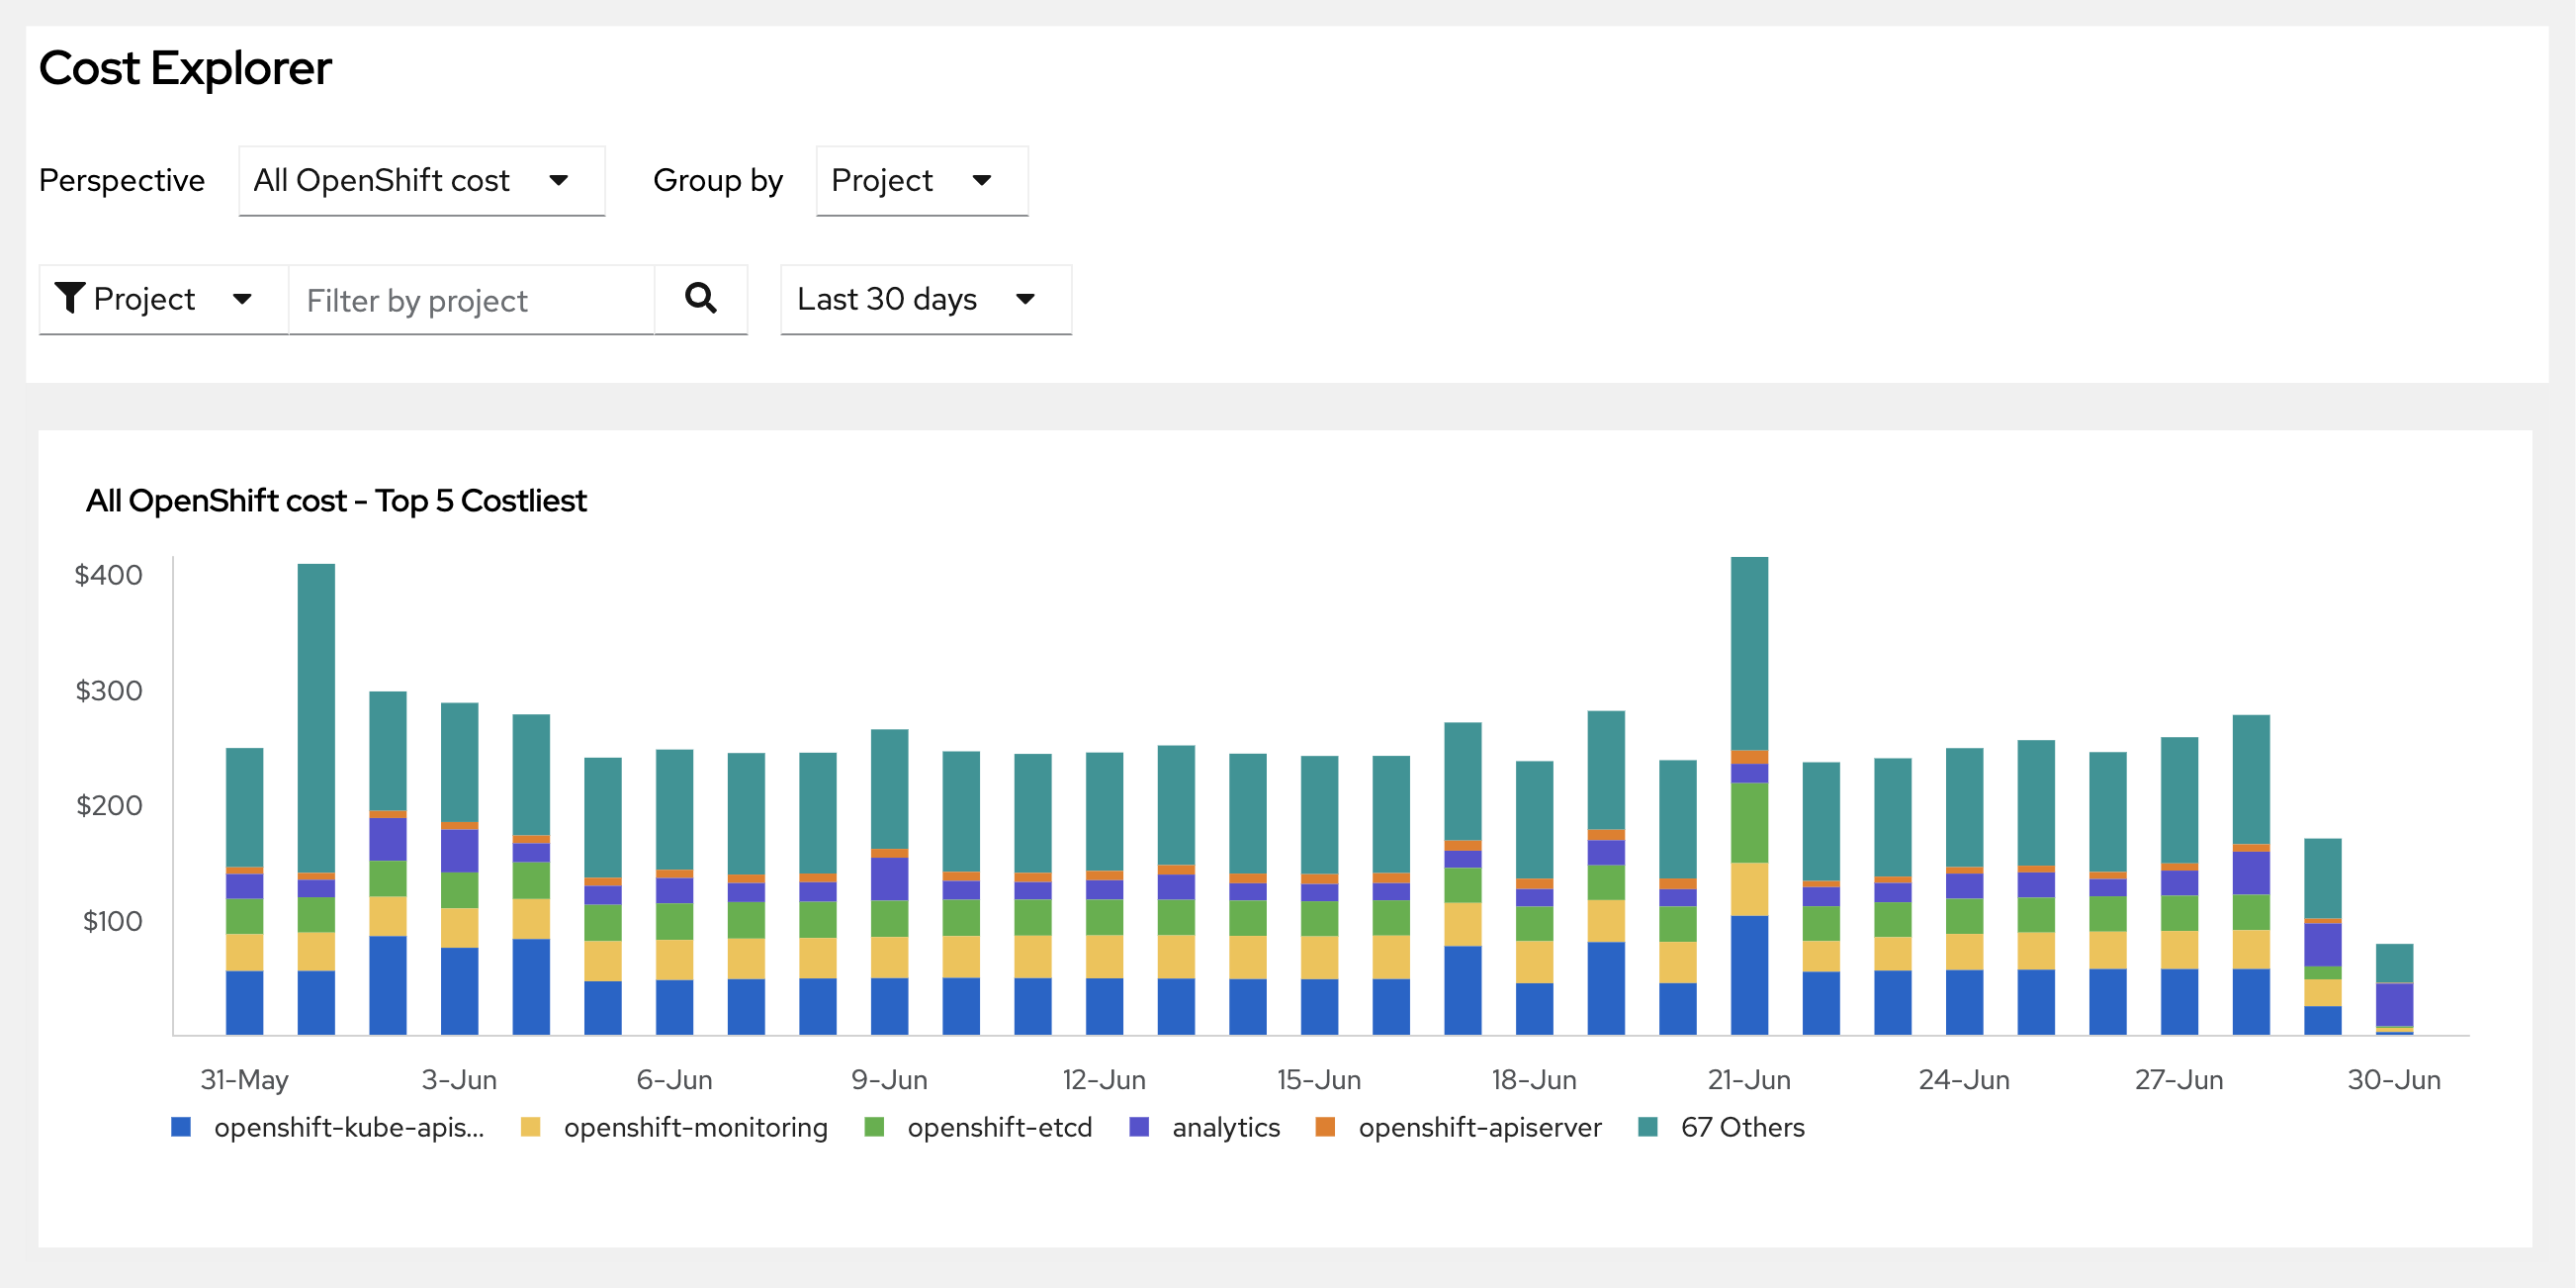 Cost Explorer
Perspective All OpenShift cost Group by Project
Project Filter by project Last 30 days
All OpenShift cost - Top 5 Costliest
$400
$300
$200
$100
31-May 3-Jun 6-Jun 9-Jun 12-Jun 15-Jun 18-Jun 21-Jun 24-Jun 27-Jun 30-Jun
openshift-kube-apis... openshift-monitoring openshift-etcd analytics openshift-apiserver 67 Others